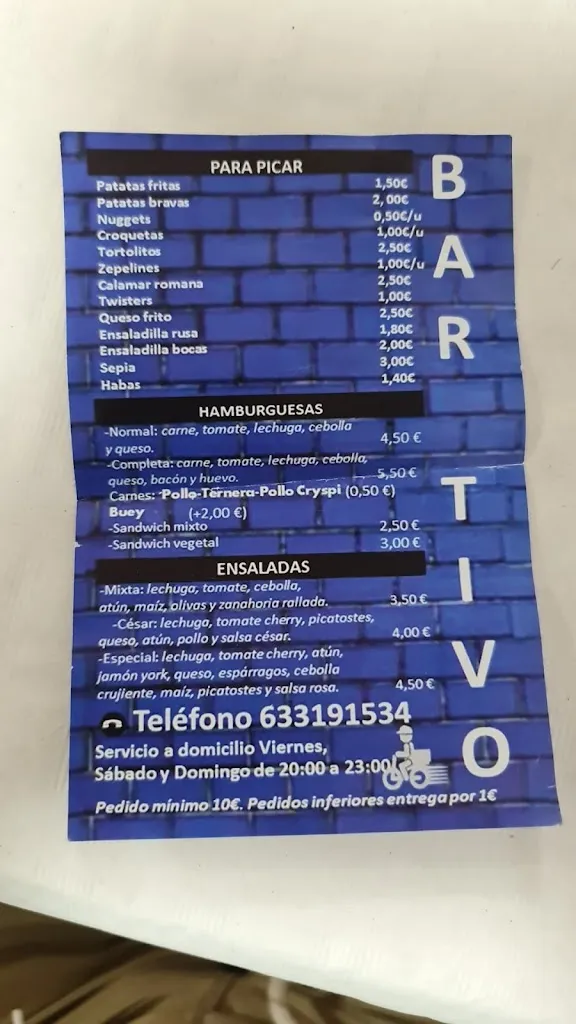 PARA PICAR
Patatas fritas 1,50€
Patatas bravas 2,00€
Nuggets 0,50€/u
Croquetas 1,00€/u
Tortolitos 2,50€
Zepelines 1,00€/u
Calamar romana 2,50€
Twisters 1,00€
Queso frito 2,50€
Ensaladilla rusa 1,80€
Ensaladilla bocas 2,00€
Sepia 3,00€
Habas 1,40€
HAMBURGUESAS
-Normal: carne, tomate, lechuga, cebolla
y queso. 4,50 €
-Completa: carne, tomate, lechuga, cebolla,
queso, bacón y huevo. 5,50 €
Carnes: Pollo-Ternera-Pollo Cryspi (0,50 €)
Buey (+2,00 €)
-Sandwich mixto 2,50 €
-Sandwich vegetal 3,00 €
ENSALADAS
-Mixta: lechuga, tomate, cebolla,
atún, maíz, olivas y zanahoria rallada. 3,50 €
-César: lechuga, tomate cherry, picatostes,
queso, atún, pollo y salsa césar. 4,00 €
-Especial: lechuga, tomate cherry, atún,
jamón york, queso, espárragos, cebolla
crujiente, maíz, picatostes y salsa rosa. 4,50 €
Teléfono 633191534
Servicio a domicilio Viernes,
Sábado y Domingo de 20:00 a 23:00
Pedido mínimo 10€. Pedidos inferiores entrega por 1€
BAR
TIVO